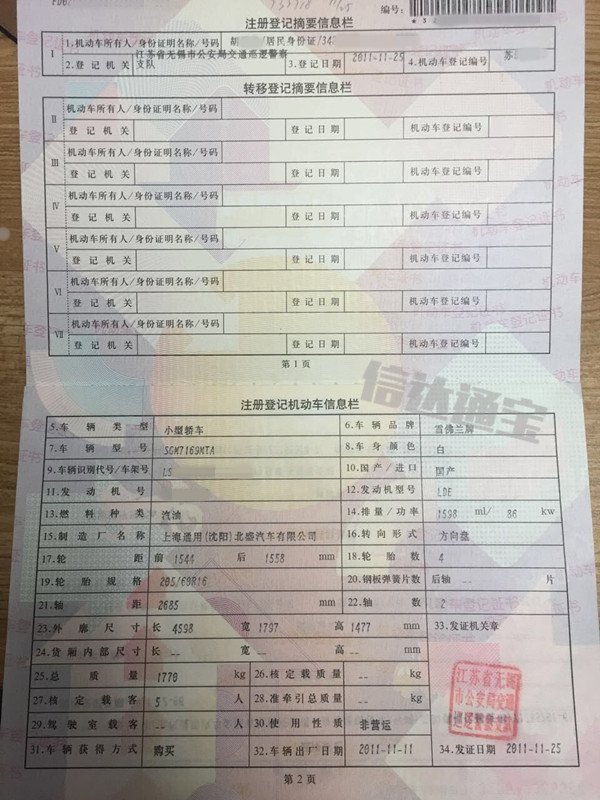 编号:
注册登记摘要信息栏
I 1.机动车所有人/身份证明名称/号码 胡 /居民身份证/34
2.登记机关 江苏省无锡市公安局交通巡逻警察支队 3.登记日期 2011-11-25 4.机动车登记编号 苏
转移登记摘要信息栏
II 机动车所有人/身份证明名称/号码
登记机关 登记日期 机动车登记编号
III 机动车所有人/身份证明名称/号码
登记机关 登记日期 机动车登记编号
IV 机动车所有人/身份证明名称/号码
登记机关 登记日期 机动车登记编号
V 机动车所有人/身份证明名称/号码
登记机关 登记日期 机动车登记编号
VI 机动车所有人/身份证明名称/号码
登记机关 登记日期 机动车登记编号
VII 机动车所有人/身份证明名称/号码
登记机关 登记日期 机动车登记编号
第1页
信达通宝
注册登记机动车信息栏
5.车辆类型 小型轿车 6.车辆品牌 雪佛兰牌
7.车辆型号 SGM7169MTA 8.车身颜色 白
9.车辆识别代号/车架号 LS 10.国产/进口 国产
11.发动机号 12.发动机型号 LDE
13.燃料种类 汽油 14.排量/功率 1598 ml/ 86 kw
15.制造厂名称 上海通用(沈阳)北盛汽车有限公司 16.转向形式 方向盘
17.轮距 前 1544 后 1558 mm 18.轮胎数 4
19.轮胎规格 205/60R16 20.钢板弹簧片数 后轴 -- 片
21.轴距 2685 mm 22.轴数 2
23.外廓尺寸 长 4598 宽 1797 高 1477 mm 33.发证机关章
24.货厢内部尺寸 长 -- 宽 -- 高 -- mm
25.总质量 1770 kg 26.核定载质量 -- kg
27.核定载客 5 人 28.准牵引总质量 -- kg
29.驾驶室载客 -- 人 30.使用性质 非营运
31.车辆获得方式 购买 32.车辆出厂日期 2011-11-11 34.发证日期 2011-11-25
江苏省无锡
市公安局交通
巡逻警察支队
第2页